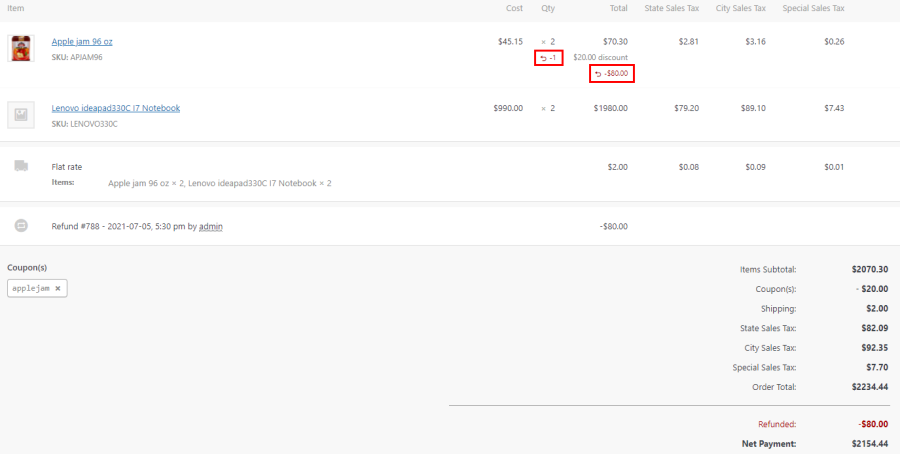 Item Cost Qty Total State Sales Tax City Sales Tax Special Sales Tax
Apple jam 96 oz $45.15 × 2 $70.30 $2.81 $3.16 $0.26
SKU: APJAM96 -1 $20.00 discount
-$80.00
Lenovo ideapad330C I7 Notebook $990.00 × 2 $1980.00 $79.20 $89.10 $7.43
SKU: LENOVO330C
Flat rate $2.00 $0.08 $0.09 $0.01
Items: Apple jam 96 oz × 2, Lenovo ideapad330C I7 Notebook × 2
Refund #788 - 2021-07-05, 5:30 pm by admin -$80.00
Coupon(s)
applejam ×
Items Subtotal: $2070.30
Coupon(s): - $20.00
Shipping: $2.00
State Sales Tax: $82.09
City Sales Tax: $92.35
Special Sales Tax: $7.70
Order Total: $2234.44
Refunded: -$80.00
Net Payment: $2154.44